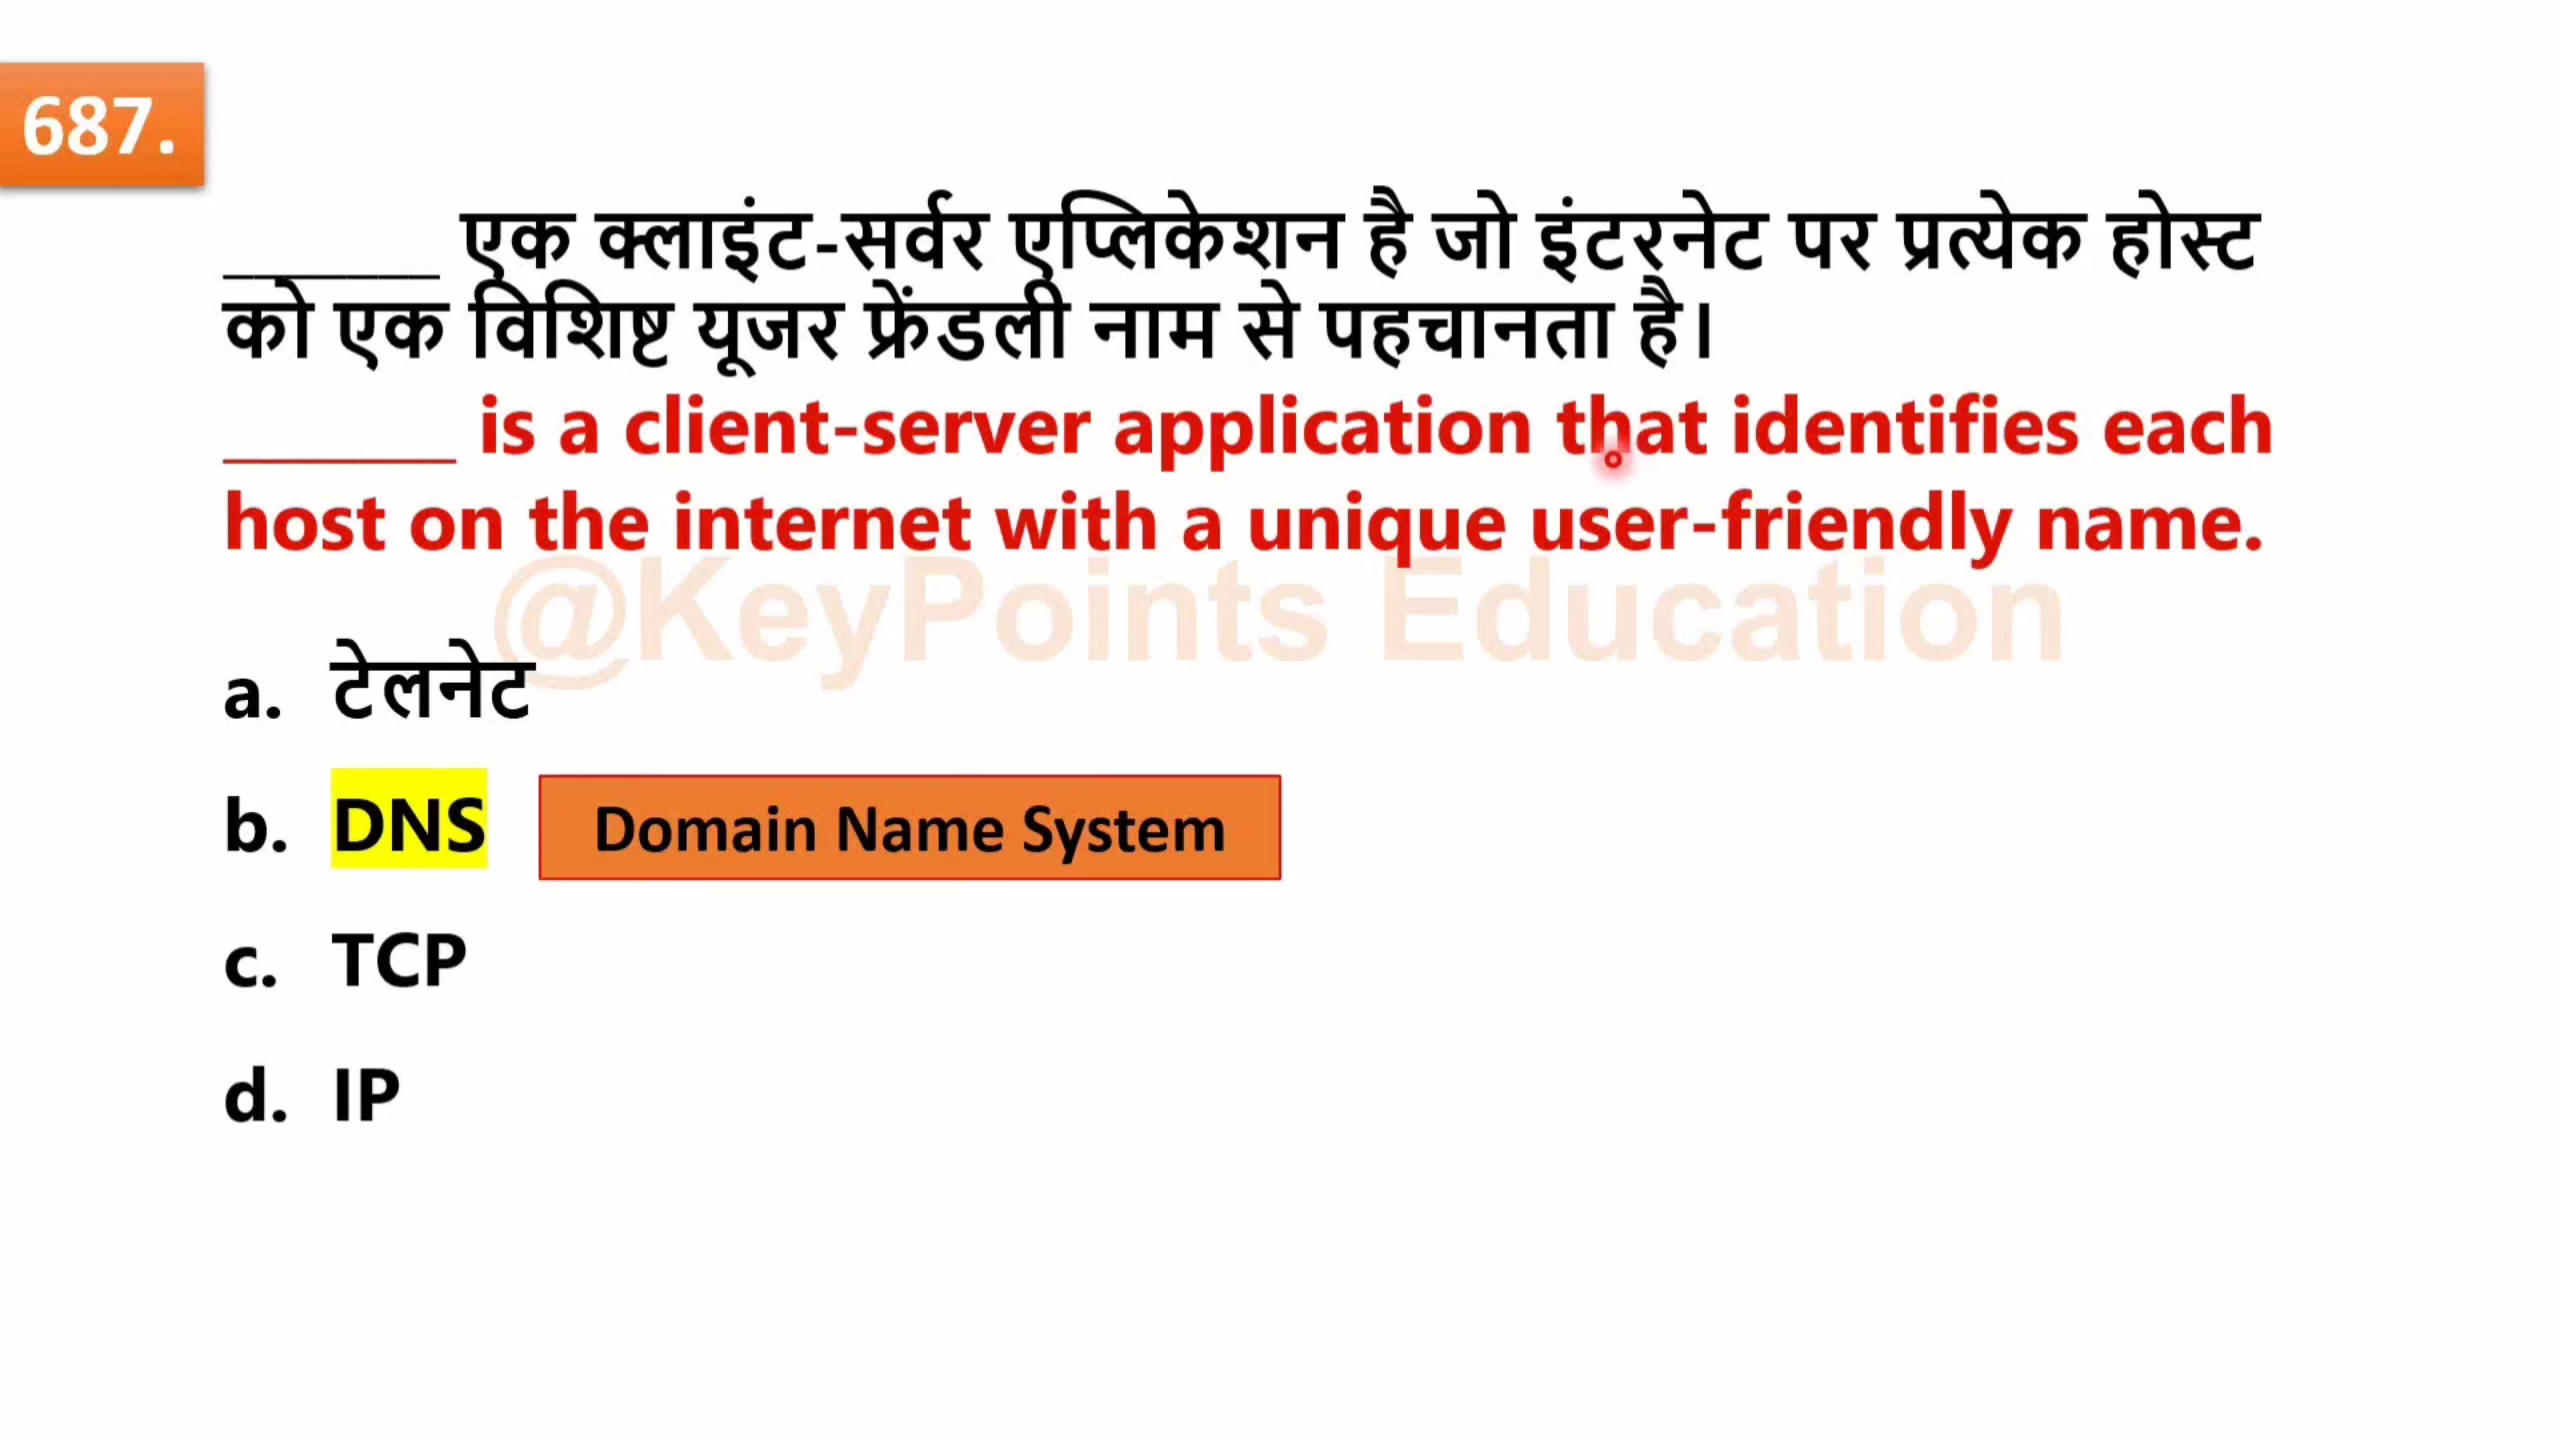 687.
______ एक क्लाइंट-सर्वर एप्लिकेशन है जो इंटरनेट पर प्रत्येक होस्ट
को एक विशिष्ट यूजर फ्रेंडली नाम से पहचानता है।
______ is a client-server application that identifies each
host on the internet with a unique user-friendly name.
@KeyPoints Education
a. टेलनेट
b. DNS Domain Name System
c. TCP
d. IP